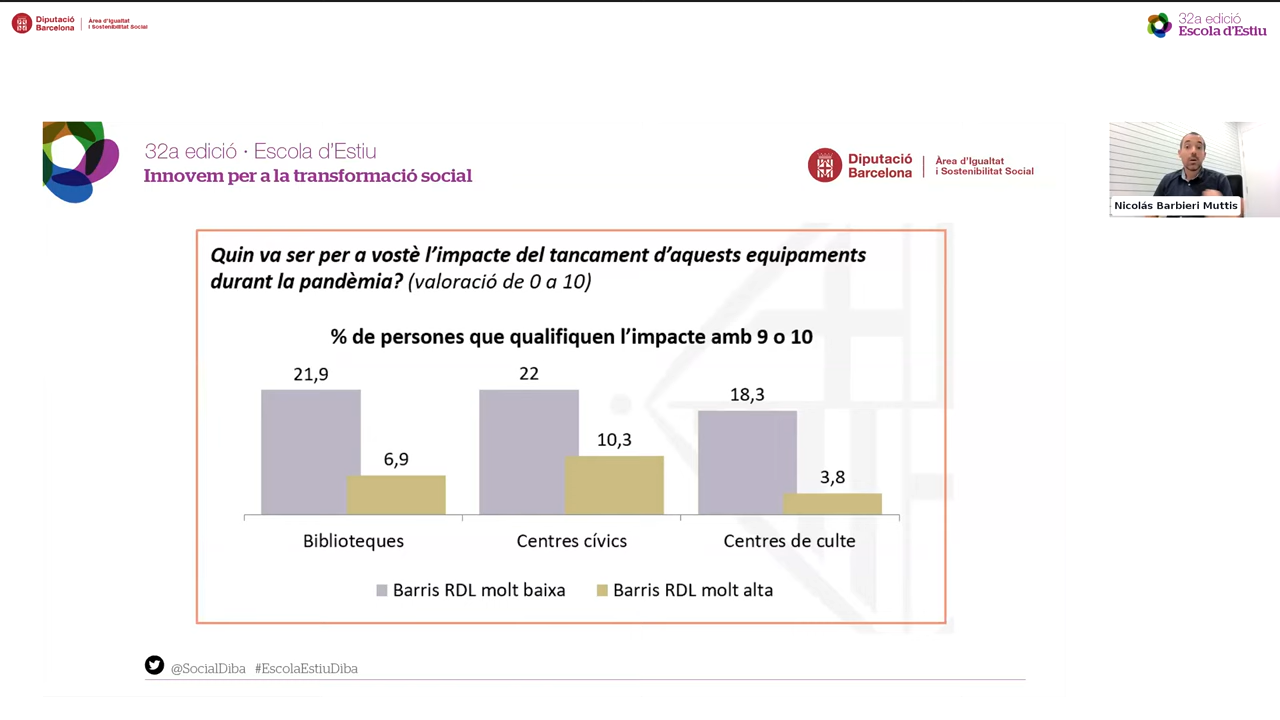 Diputació
Barcelona
Àrea d'Igualtat
i Sostenibilitat Social
32a edició
Escola d'Estiu
32a edició · Escola d'Estiu
Innovem per a la transformació social
Diputació
Barcelona
Àrea d'Igualtat
i Sostenibilitat Social
Nicolás Barbieri Muttis
Quin va ser per a vostè l'impacte del tancament d'aquests equipaments
durant la pandèmia? (valoració de 0 a 10)
% de persones que qualifiquen l'impacte amb 9 o 10
21,9
6,9
22
10,3
18,3
3,8
Biblioteques
Centres cívics
Centres de culte
Barris RDL molt baixa
Barris RDL molt alta
@SocialDiba #EscolaEstiuDiba